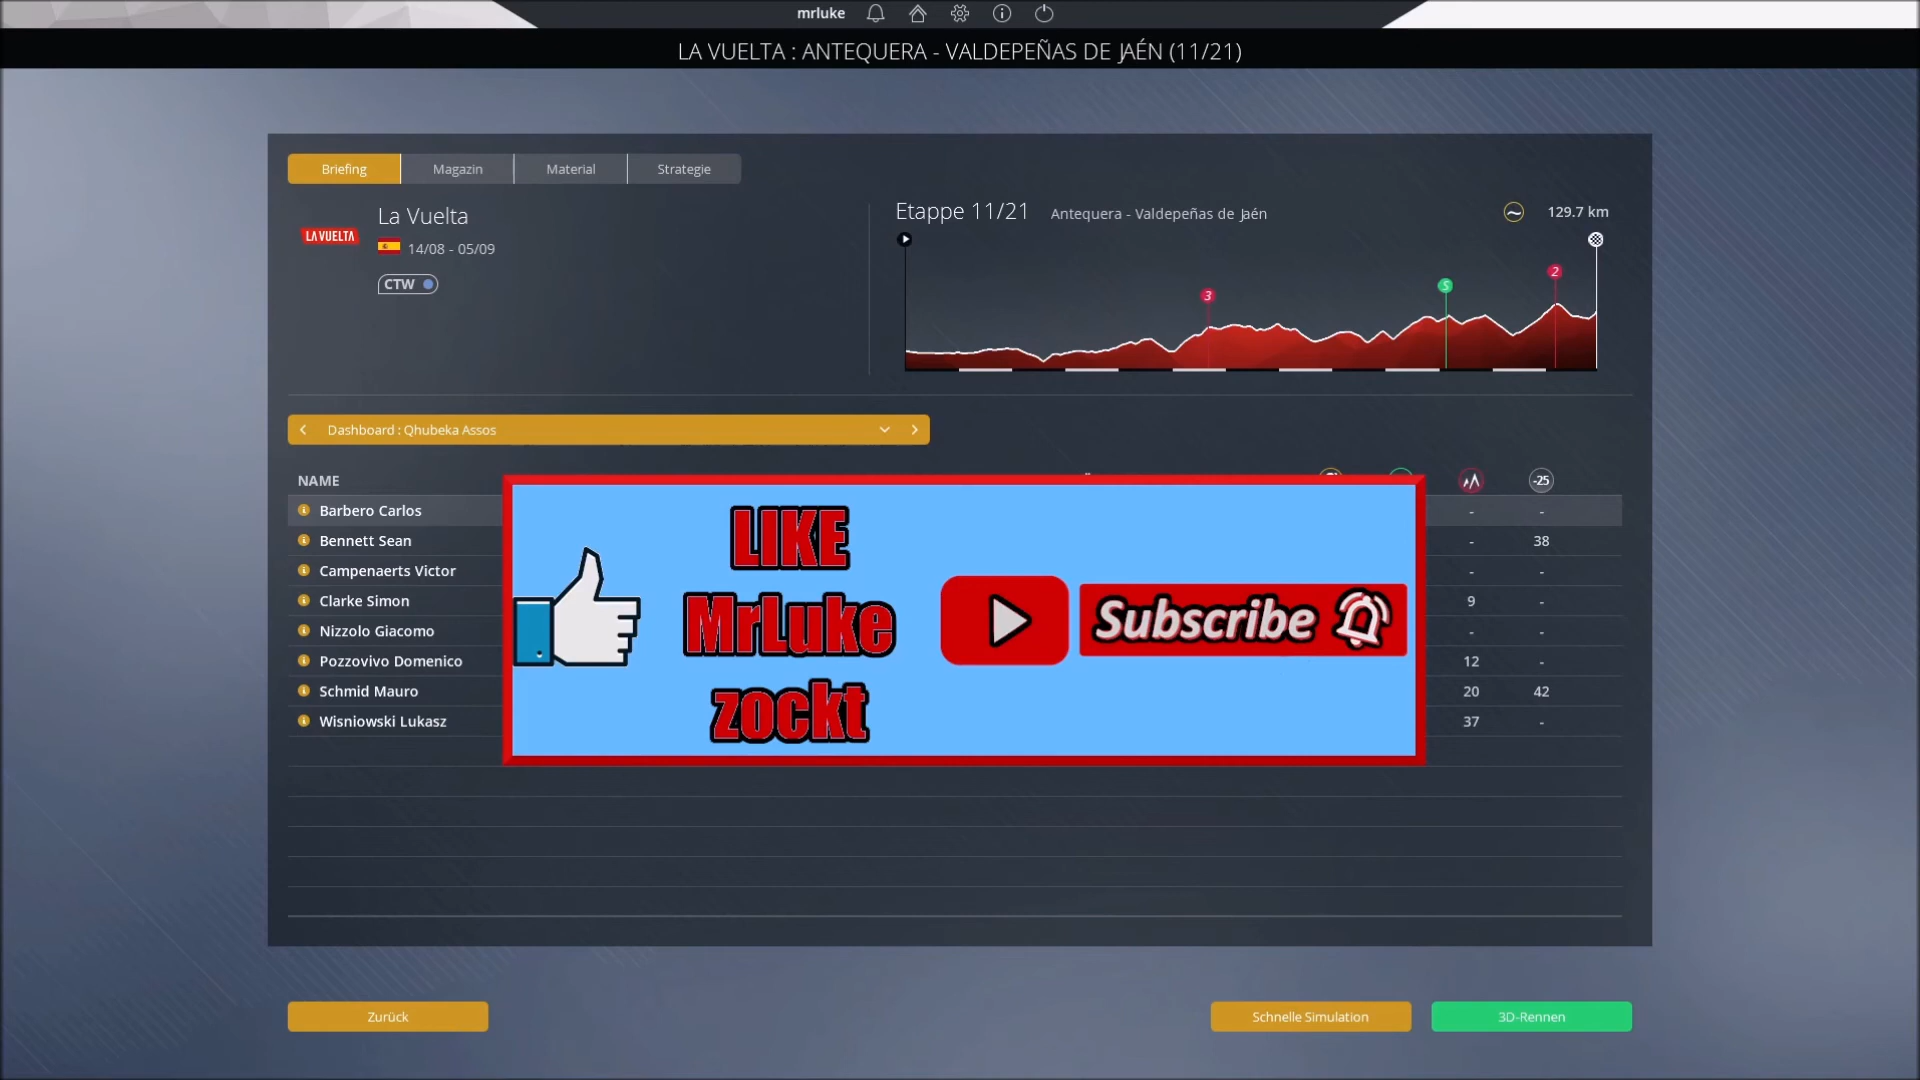 mrluke
LA VUELTA : ANTEQUERA - VALDEPEÑAS DE JAÉN (11/21)
Briefing
Magazin
Material
Strategie
LA VUELTA
La Vuelta
14/08 - 05/09
CTW
Etappe 11/21
Antequera - Valdepeñas de Jaén
129.7 km
3
S
2
Dashboard : Qhubeka Assos
NAME
-25
Barbero Carlos - -
Bennett Sean - 38
Campenaerts Victor - -
Clarke Simon 9 -
Nizzolo Giacomo - -
Pozzovivo Domenico 12 -
Schmid Mauro 20 42
Wisniowski Lukasz 37 -
LIKE
MrLuke
zockt
Subscribe
Zurück
Schnelle Simulation
3D-Rennen